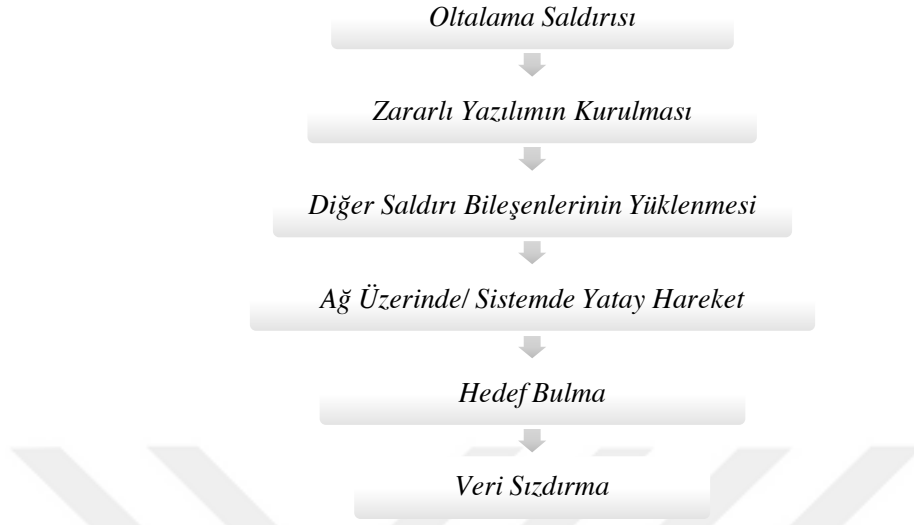 Oltalama Saldırısı
Zararlı Yazılımın Kurulması
Diğer Saldırı Bileşenlerinin Yüklenmesi
Ağ Üzerinde/ Sistemde Yatay Hareket
Hedef Bulma
Veri Sızdırma